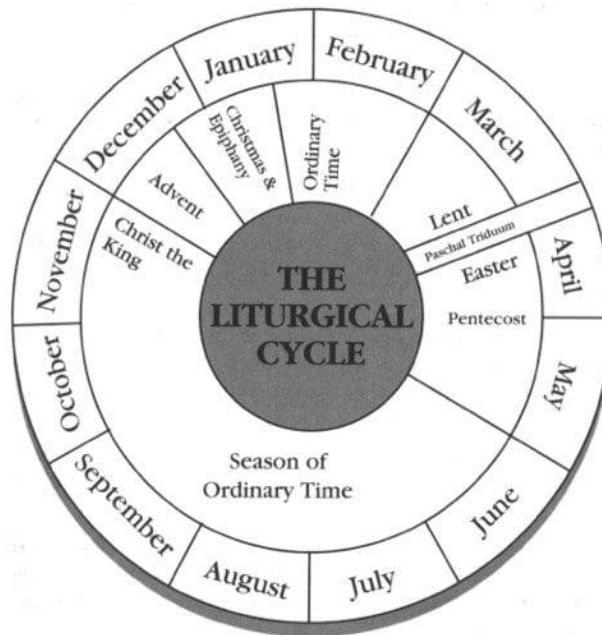 January
February
March
April
May
June
July
August
September
October
November
December
Christmas &
Epiphany
Ordinary
Time
Lent
Paschal Triduum
Easter
Pentecost
Season of
Ordinary Time
Christ the
King
Advent
THE
LITURGICAL
CYCLE